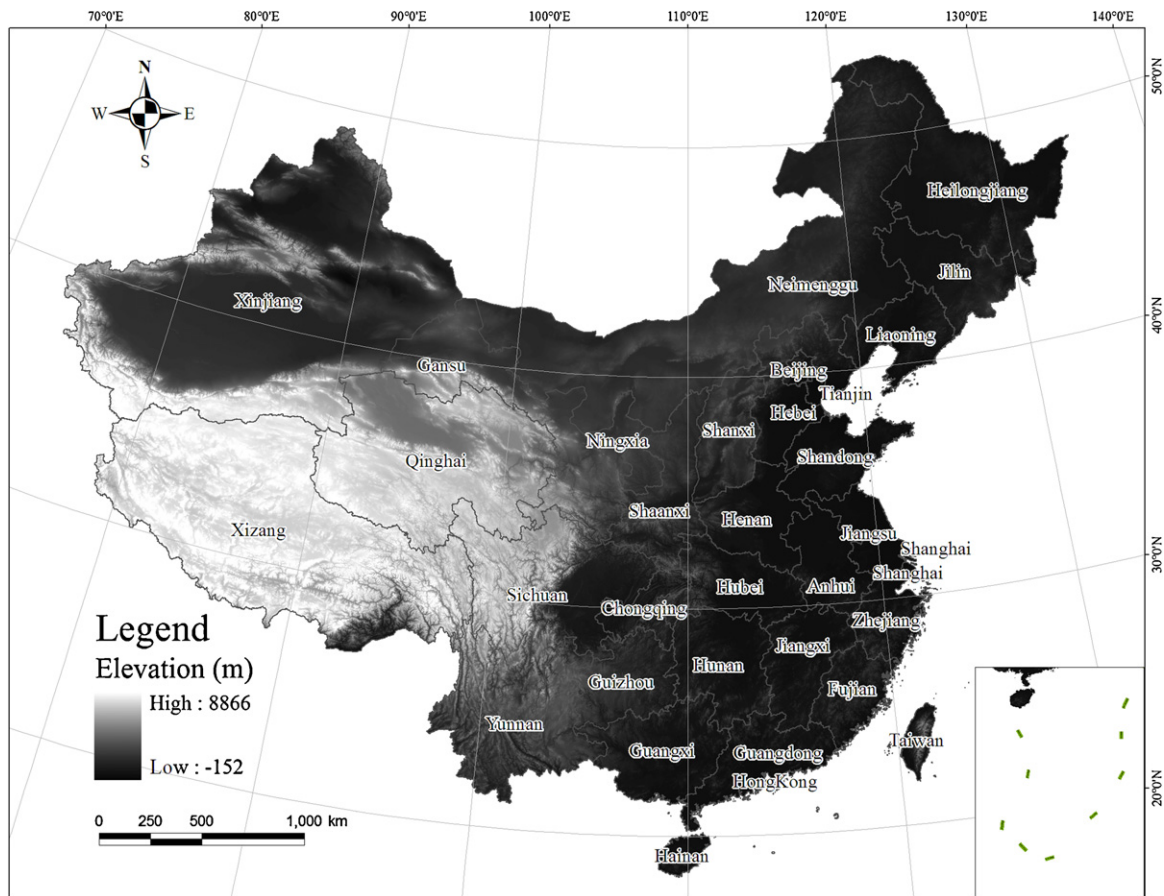 70°0'E 80°0'E 90°0'E 100°0'E 110°0'E 120°0'E 130°0'E 140°0'E
N
W E
S
50°0'N
Heilongjiang
Jilin
Neimenggu
Xinjiang
40°0'N
Liaoning
Gansu
Beijing
Tianjin
Hebei
Shanxi
Ningxia
Shandong
Qinghai
Shaanxi
Henan
Xizang
Jiangsu
Shanghai
30°0'N
Shanghai
Hubei
Anhui
Sichuan
Chongqing
Zhejiang
Legend
Elevation (m)
High : 8866
Low : -152
Jiangxi
Hunan
Guizhou
Fujian
Yunnan
Taiwan
Guangxi
Guangdong
HongKong
20°0'N
0 250 500 1,000 km
Hainan